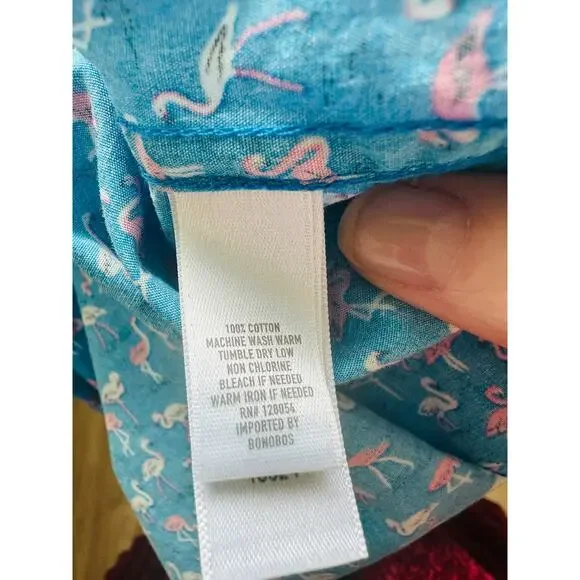 100% COTTON
MACHINE WASH WARM
TUMBLE DRY LOW
NON CHLORINE
BLEACH IF NEEDED
WARM IRON IF NEEDED
RN# 128054
IMPORTED BY
BONOBOS